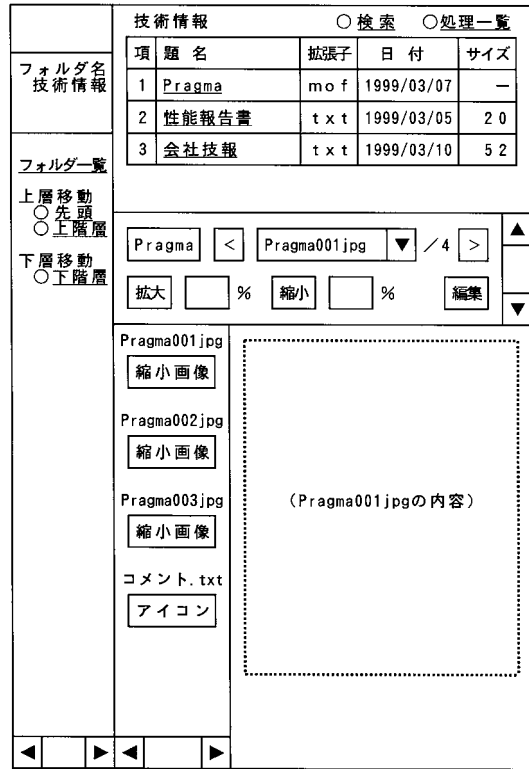 技術情報 ○検索 ○処理一覧
項 題名 拡張子 日付 サイズ
1 Pragma mof 1999/03/07 —
2 性能報告書 txt 1999/03/05 20
3 会社技報 txt 1999/03/10 52
フォルダ名
技術情報
フォルダ一覧
上層移動
○先頭
○上階層
下層移動
○下階層
Pragma < Pragma001jpg ▼ /4 > ▲
拡大 % 縮小 % 編集 ▼
Pragma001jpg
縮小画像
Pragma002jpg
縮小画像
Pragma003jpg
縮小画像
コメント.txt
アイコン
(Pragma001jpgの内容)
◀ ▶ ◀ ▶